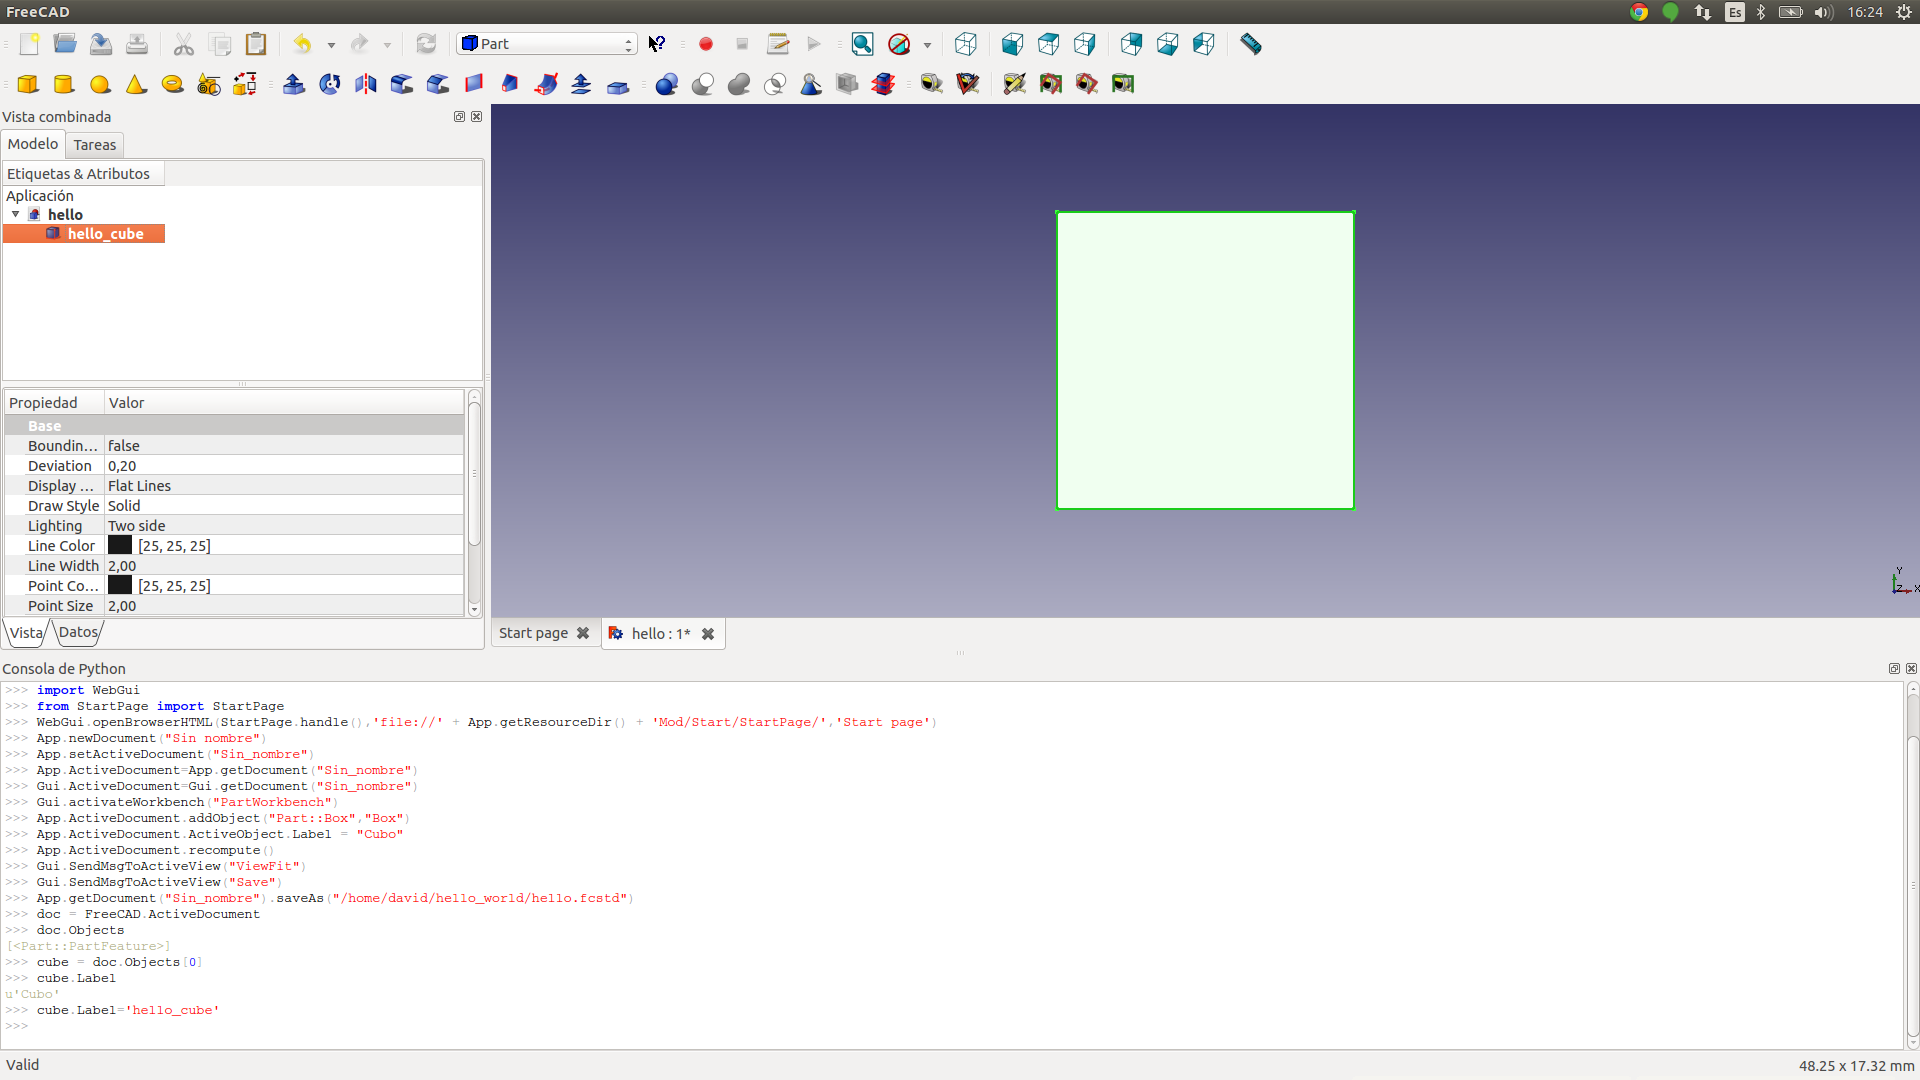 FreeCAD
Es
16:24
Part
Vista combinada
Modelo
Tareas
Etiquetas & Atributos
Aplicación
hello
hello_cube
Propiedad Valor
Base
Boundin... false
Deviation 0,20
Display ... Flat Lines
Draw Style Solid
Lighting Two side
Line Color [25, 25, 25]
Line Width 2,00
Point Co... [25, 25, 25]
Point Size 2,00
Vista
Datos
Y
Z
X
Start page
hello : 1*
Consola de Python
>>> import WebGui
>>> from StartPage import StartPage
>>> WebGui.openBrowserHTML(StartPage.handle(),'file://' + App.getResourceDir() + 'Mod/Start/StartPage/','Start page')
>>> App.newDocument("Sin nombre")
>>> App.setActiveDocument("Sin_nombre")
>>> App.ActiveDocument=App.getDocument("Sin_nombre")
>>> Gui.ActiveDocument=Gui.getDocument("Sin_nombre")
>>> Gui.activateWorkbench("PartWorkbench")
>>> App.ActiveDocument.addObject("Part::Box","Box")
>>> App.ActiveDocument.ActiveObject.Label = "Cubo"
>>> App.ActiveDocument.recompute()
>>> Gui.SendMsgToActiveView("ViewFit")
>>> Gui.SendMsgToActiveView("Save")
>>> App.getDocument("Sin_nombre").saveAs("/home/david/hello_world/hello.fcstd")
>>> doc = FreeCAD.ActiveDocument
>>> doc.Objects
[<Part::PartFeature>]
>>> cube = doc.Objects[0]
>>> cube.Label
u'Cubo'
>>> cube.Label='hello_cube'
>>>
Valid
48.25 x 17.32 mm